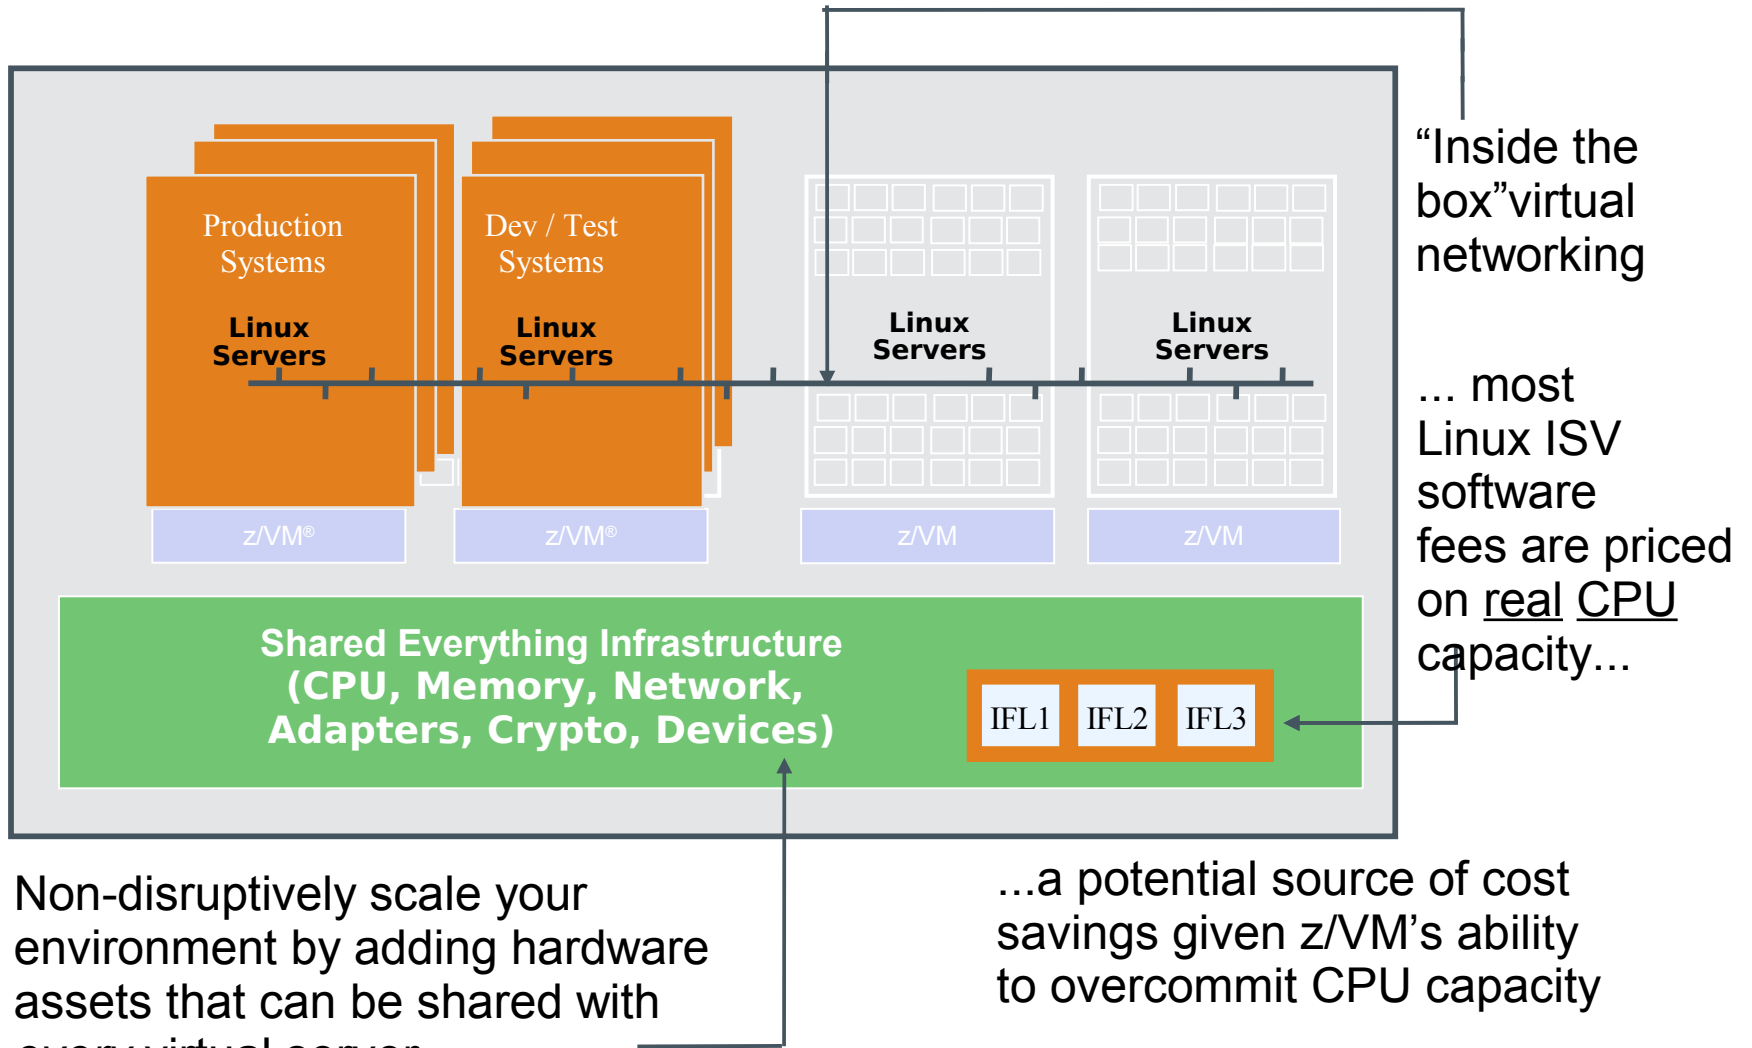 “Inside the
box”virtual
networking
Production
Systems
Dev / Test
Systems
Linux
Servers
Linux
Servers
Linux
Servers
Linux
Servers
... most
Linux ISV
software
fees are priced
on real CPU
capacity...
z/VM®
z/VM®
z/VM
z/VM
Shared Everything Infrastructure
(CPU, Memory, Network,
Adapters, Crypto, Devices)
IFL1
IFL2
IFL3
Non-disruptively scale your
environment by adding hardware
assets that can be shared with
every virtual server
...a potential source of cost
savings given z/VM’s ability
to overcommit CPU capacity